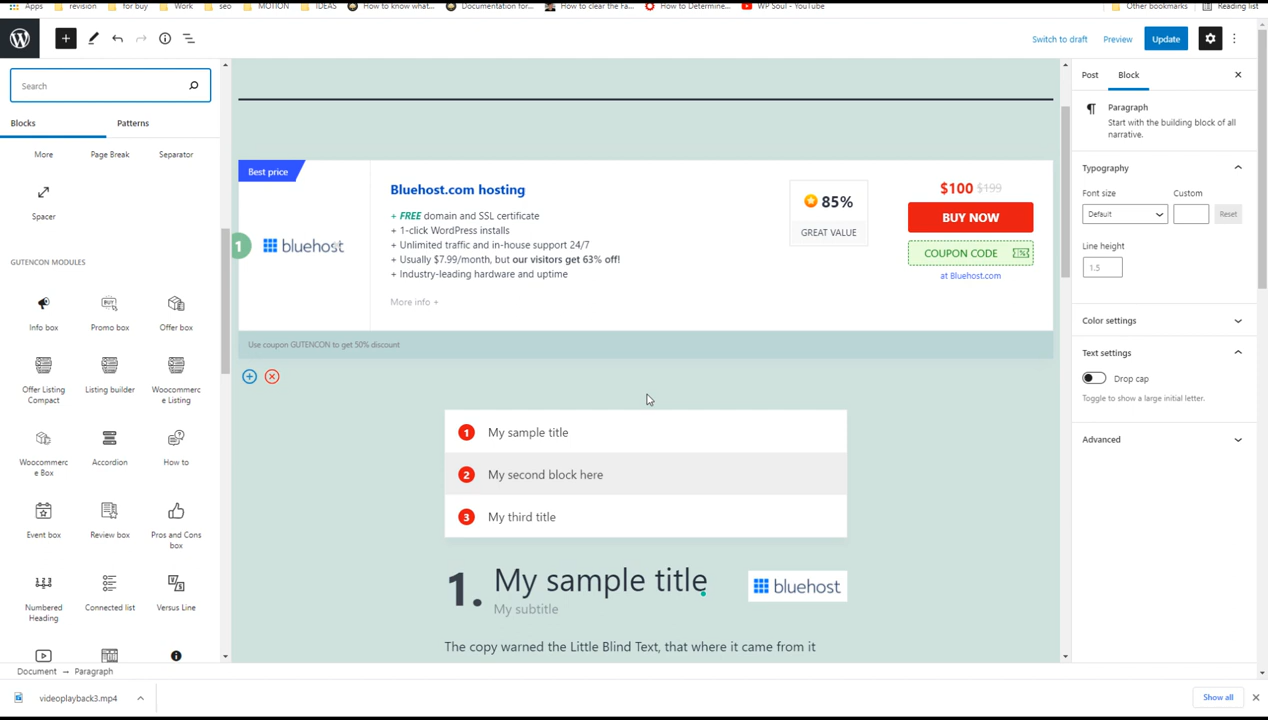 Apps
revision
for buy
Work
seo
MOTION
IDEAS
How to know what...
Documentation for...
How to clear the Fa...
How to Determine...
WP Soul - YouTube
Other bookmarks
Reading list
Switch to draft
Preview
Update
Search
Blocks
Patterns
More
Page Break
Separator
Spacer
GUTENCON MODULES
Info box
Promo box
Offer box
Offer Listing
Compact
Listing builder
Woocommerc
e Listing
Woocommerc
e Box
Accordion
How to
Event box
Review box
Pros and Cons
box
Numbered
Heading
Connected list
Versus Line
Best price
1
bluehost
Bluehost.com hosting
+ FREE domain and SSL certificate
+ 1-click WordPress installs
+ Unlimited traffic and in-house support 24/7
+ Usually $7.99/month, but our visitors get 63% off!
+ Industry-leading hardware and uptime
More info +
85%
GREAT VALUE
$100 $199
BUY NOW
COUPON CODE
at Bluehost.com
Use coupon GUTENCON to get 50% discount
1 My sample title
2 My second block here
3 My third title
1. My sample title
My subtitle
bluehost
The copy warned the Little Blind Text, that where it came from it
Post
Block
Paragraph
Start with the building block of all
narrative.
Typography
Font size
Custom
Default
Reset
Line height
1.5
Color settings
Text settings
Drop cap
Toggle to show a large initial letter.
Advanced
Document → Paragraph
videoplayback3.mp4
Show all